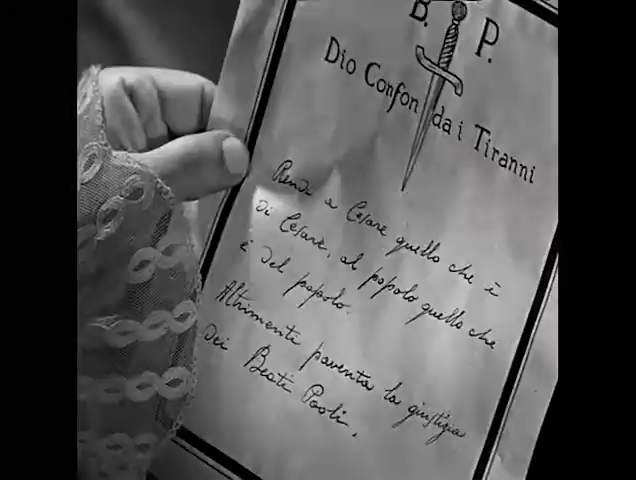 B. P.
Dio Confonda i Tiranni
Rendi a Cesare quello che è
di Cesare, al popolo quello che
è del popolo.
Altrimenti paventa la giustizia
dei Beati Paoli.